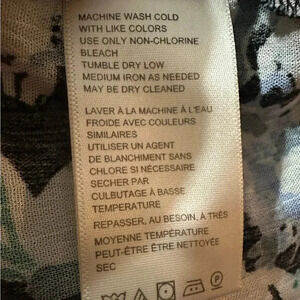 MACHINE WASH COLD
WITH LIKE COLORS
USE ONLY NON-CHLORINE
BLEACH
TUMBLE DRY LOW
MEDIUM IRON AS NEEDED
MAY BE DRY CLEANED
LAVER À LA MACHINE À L'EAU
FROIDE AVEC COULEURS
SIMILAIRES
UTILISER UN AGENT
DE BLANCHIMENT SANS
CHLORE SI NÉCESSAIRE
SECHER PAR
CULBUTAGE À BASSE
TEMPERATURE
REPASSER, AU BESOIN, À TRÈS
MOYENNE TEMPÉRATURE
PEUT-ÊTRE ÊTRE NETTOYÉE
SEC
P